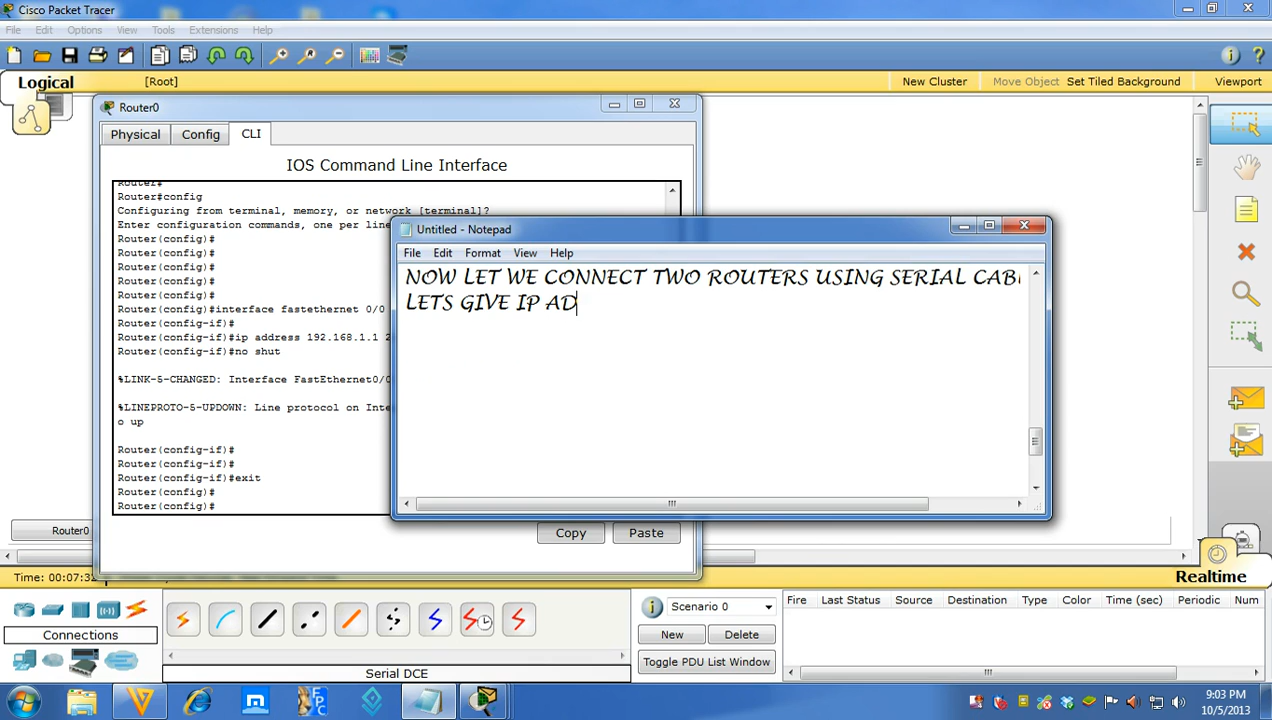 Cisco Packet Tracer
File Edit Options View Tools Extensions Help
Logical [Root] New Cluster Move Object Set Tiled Background Viewport
Router0
Physical Config CLI
IOS Command Line Interface
Router#
Router#config
Configuring from terminal, memory, or network [terminal]?
Enter configuration commands, one per line
Router(config)#
Router(config)#
Router(config)#
Router(config)#
Router(config)#
Router(config)#interface fastethernet 0/0
Router(config-if)#
Router(config-if)#ip address 192.168.1.1 2
Router(config-if)#no shut
%LINK-5-CHANGED: Interface FastEthernet0/0
%LINEPROTO-5-UPDOWN: Line protocol on Inte
o up
Router(config-if)#
Router(config-if)#
Router(config-if)#exit
Router(config)#
Router(config)#
Copy Paste
Untitled - Notepad
File Edit Format View Help
NOW LET WE CONNECT TWO ROUTERS USING SERIAL CABL
LETS GIVE IP AD
Router0
Time: 00:07:32
Realtime
Connections
Serial DCE
Scenario 0
New Delete
Toggle PDU List Window
Fire Last Status Source Destination Type Color Time (sec) Periodic Num
9:03 PM
10/5/2013